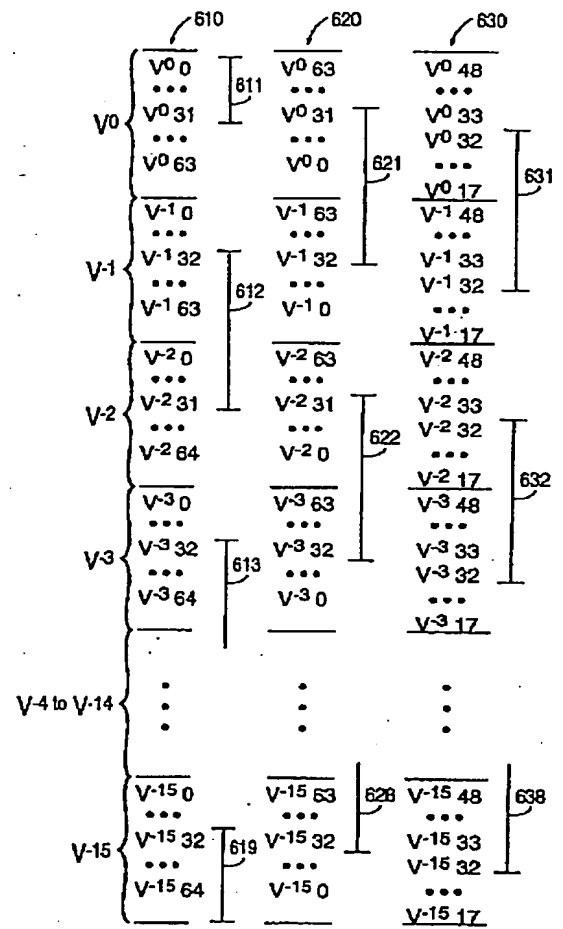 610 620 630
V0 0 V0 63 V0 48
••• ••• •••
611
V0 31 V0 31 V0 33
V0
••• ••• V0 32
V0 63 V0 0 •••
621 631
V0 17
V-1 0 V-1 63 V-1 48
••• ••• •••
V-1 32 V-1 32 V-1 33
V-1
••• ••• V-1 32
612
V-1 63 V-1 0 •••
V-1 17
V-2 0 V-2 63 V-2 48
••• ••• •••
V-2 31 V-2 31 V-2 33
V-2
••• ••• V-2 32
622
V-2 64 V-2 0 •••
V-2 17
632
V-3 0 V-3 63 V-3 48
••• ••• •••
V-3 32 V-3 32 V-3 33
V-3
613
••• ••• V-3 32
V-3 64 V-3 0 •••
V-3 17
V-4 to V-14
• • •
• • •
• • •
V-15 0 V-15 63 628 V-15 48 638
••• ••• •••
V-15 32 V-15 32 V-15 33
V-15
619
••• ••• V-15 32
V-15 64 V-15 0 •••
V-15 17